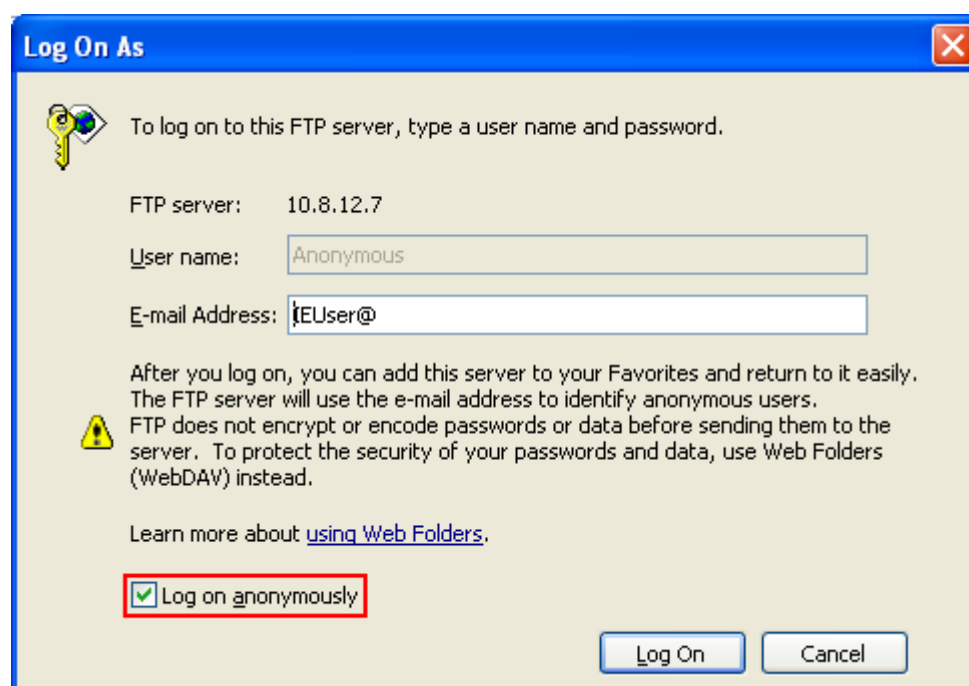 Log On As
To log on to this FTP server, type a user name and password.
FTP server: 10.8.12.7
User name: Anonymous
E-mail Address: IEUser@
After you log on, you can add this server to your Favorites and return to it easily.
The FTP server will use the e-mail address to identify anonymous users.
FTP does not encrypt or encode passwords or data before sending them to the
server. To protect the security of your passwords and data, use Web Folders
(WebDAV) instead.
Learn more about using Web Folders.
Log on anonymously
Log On Cancel